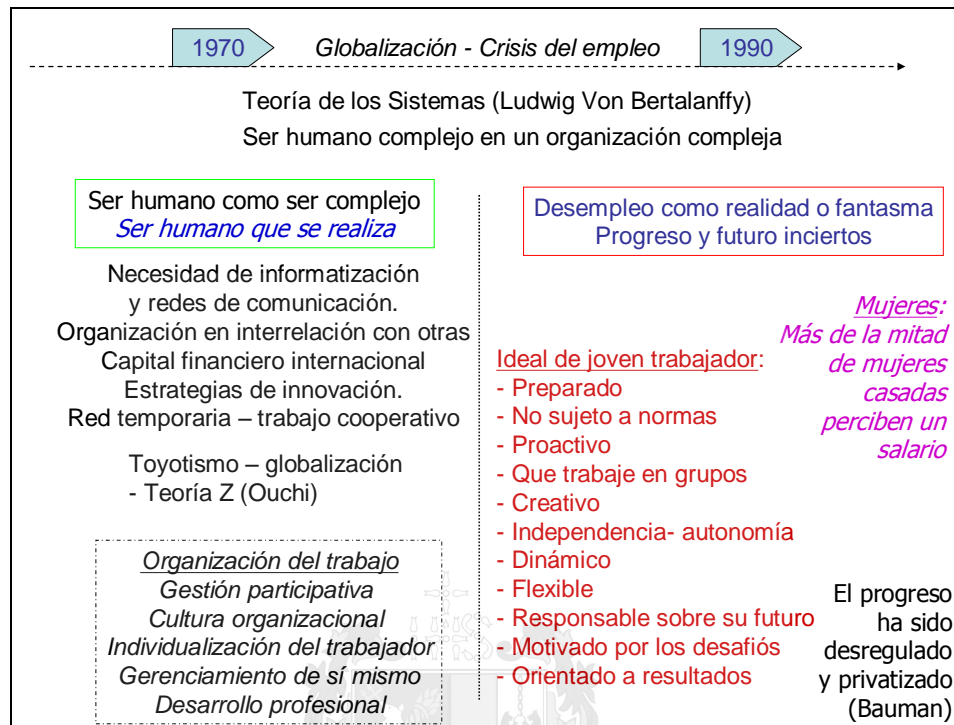 1970 Globalización - Crisis del empleo 1990
Teoría de los Sistemas (Ludwig Von Bertalanffy)
Ser humano complejo en un organización compleja
Ser humano como ser complejo
Ser humano que se realiza
Necesidad de informatización
y redes de comunicación.
Organización en interrelación con otras
Capital financiero internacional
Estrategias de innovación.
Red temporaria – trabajo cooperativo
Toyotismo – globalización
- Teoría Z (Ouchi)
Organización del trabajo
Gestión participativa
Cultura organizacional
Individualización del trabajador
Gerenciamiento de sí mismo
Desarrollo profesional
Desempleo como realidad o fantasma
Progreso y futuro inciertos
Ideal de joven trabajador:
- Preparado
- No sujeto a normas
- Proactivo
- Que trabaje en grupos
- Creativo
- Independencia- autonomía
- Dinámico
- Flexible
- Responsable sobre su futuro
- Motivado por los desafiós
- Orientado a resultados
Mujeres:
Más de la mitad
de mujeres
casadas
perciben un
salario
El progreso
ha sido
desregulado
y privatizado
(Bauman)